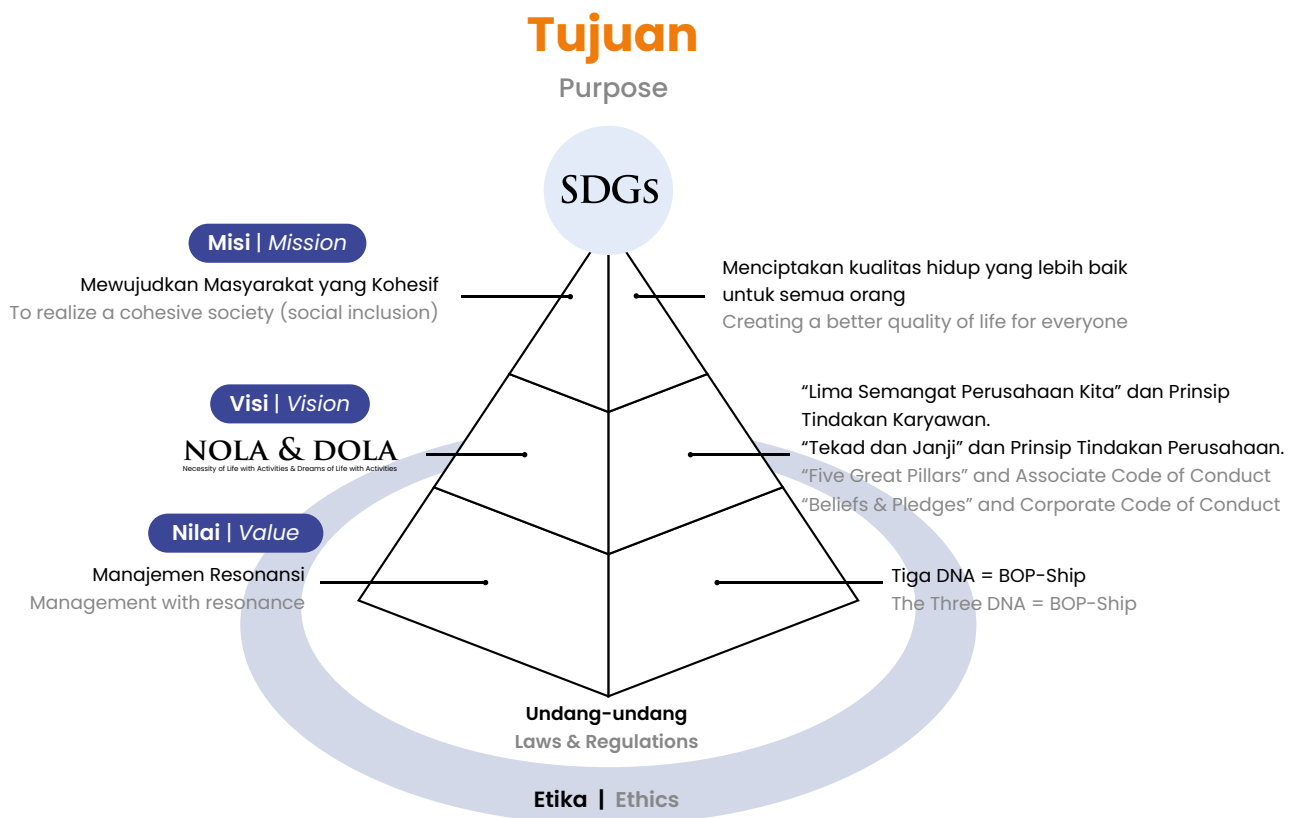 Tujuan
Purpose
SDGs
Misi | Mission
Mewujudkan Masyarakat yang Kohesif
To realize a cohesive society (social inclusion)
Menciptakan kualitas hidup yang lebih baik
untuk semua orang
Creating a better quality of life for everyone
Visi | Vision
NOLA & DOLA
Necessity of Life with Activities & Dreams of Life with Activities
“Lima Semangat Perusahaan Kita” dan Prinsip
Tindakan Karyawan.
“Tekad dan Janji” dan Prinsip Tindakan Perusahaan.
“Five Great Pillars” and Associate Code of Conduct
“Beliefs & Pledges” and Corporate Code of Conduct
Nilai | Value
Manajemen Resonansi
Management with resonance
Tiga DNA = BOP-Ship
The Three DNA = BOP-Ship
Undang-undang
Laws & Regulations
Etika | Ethics